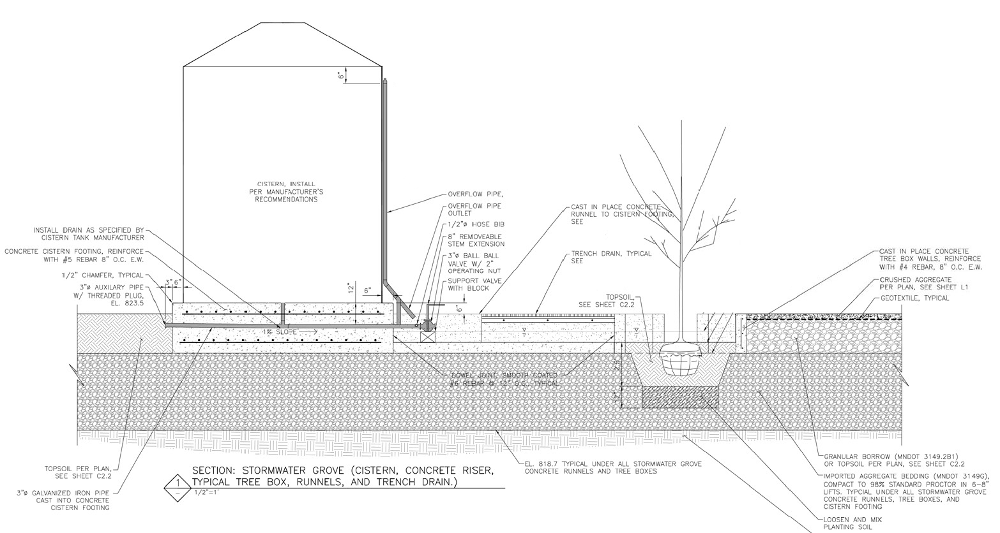 6"
CISTERN, INSTALL
PER MANUFACTURER'S
RECOMMENDATIONS
INSTALL DRAIN AS SPECIFIED BY
CISTERN TANK MANUFACTURER
CONCRETE CISTERN FOOTING, REINFORCE
WITH #5 REBAR 8" O.C. E.W.
1/2" CHAMFER, TYPICAL
3"ø AUXILARY PIPE
W/ THREADED PLUG,
EL. 823.5
3" 6"
12"
6"
6"
1% SLOPE
OVERFLOW PIPE,
OVERFLOW PIPE
OUTLET
1/2"ø HOSE BIB
8" REMOVEABLE
STEM EXTENSION
3"ø BAILL BALL
VALVE W/ 2"
OPERATING NUT
SUPPORT VALVE
WITH BLOCK
CAST IN PLACE CONCRETE
RUNNEL TO CISTERN FOOTING,
SEE
TRENCH DRAIN, TYPICAL
SEE
TOPSOIL,
SEE SHEET C2.2
CAST IN PLACE CONCRETE
TREE BOX WALLS, REINFORCE
WITH #4 REBAR, 8" O.C. E.W.
CRUSHED AGGREGATE
PER PLAN, SEE SHEET L1
GEOTEXTILE, TYPICAL
DOWEL JOINT, SMOOTH COATED
#6 REBAR @ 12" O.C., TYPICAL
2.5'
12"
TOPSOIL PER PLAN,
SEE SHEET C2.2
3"ø GALVANIZED IRON PIPE
CAST INTO CONCRETE
CISTERN FOOTING
EL. 818.7 TYPICAL UNDER ALL STORMWATER GROVE
CONCRETE RUNNELS AND TREE BOXES
GRANULAR BORROW (MNDOT 3149.2B1)
OR TOPSOIL PER PLAN, SEE SHEET C2.2
IMPORTED AGGREGATE BEDDING (MNDOT 3149G),
COMPACT TO 98% STANDARD PROCTOR IN 6-8"
LIFTS. TYPCIAL UNDER ALL STORMWATER GROVE
CONCRETE RUNNELS, TREE BOXES, AND
CISTERN FOOTING
LOOSEN AND MIX
PLANTING SOIL
1
-
SECTION: STORMWATER GROVE (CISTERN, CONCRETE RISER,
TYPICAL TREE BOX, RUNNELS, AND TRENCH DRAIN.)
1/2"=1'